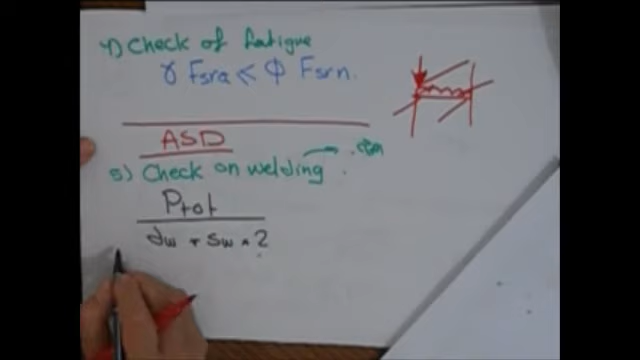 4) Check of fatigue
γ Fsra ≤ Φ Fsrn.
ASD
5) Check on welding →
Ptot
dw * Sw * 2